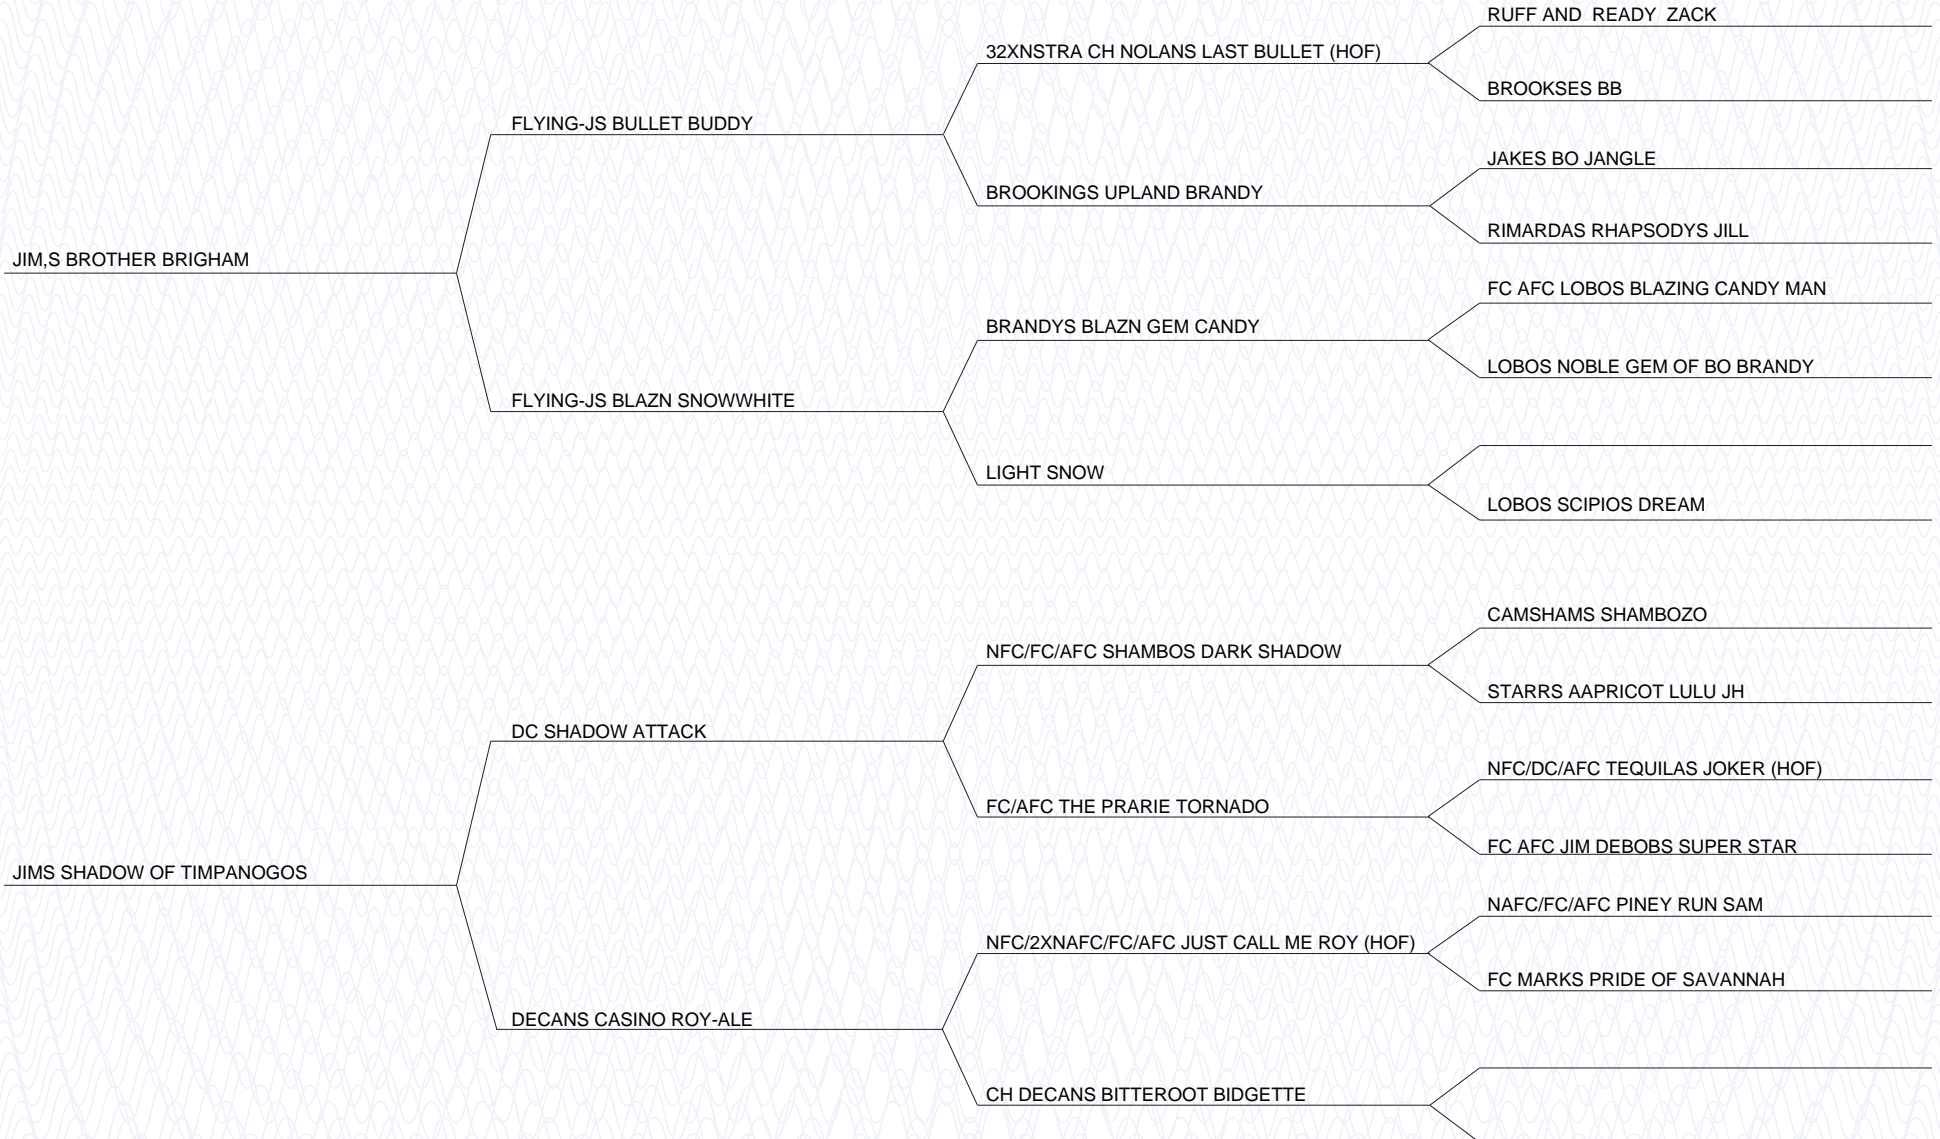 RUFF AND  READY  ZACK
32XNSTRA CH NOLANS LAST BULLET (HOF)
BROOKSES BB
FLYING-JS BULLET BUDDY
JAKES BO JANGLE
BROOKINGS UPLAND BRANDY
RIMARDAS RHAPSODYS JILL
JIM,S BROTHER BRIGHAM
FC AFC LOBOS BLAZING CANDY MAN
BRANDYS BLAZN GEM CANDY
LOBOS NOBLE GEM OF BO BRANDY
FLYING-JS BLAZN SNOWWHITE
LIGHT SNOW
LOBOS SCIPIOS DREAM
CAMSHAMS SHAMBOZO
NFC/FC/AFC SHAMBOS DARK SHADOW
STARRS AAPRICOT LULU JH
DC SHADOW ATTACK
NFC/DC/AFC TEQUILAS JOKER (HOF)
FC/AFC THE PRARIE TORNADO
FC AFC JIM DEBOBS SUPER STAR
JIMS SHADOW OF TIMPANOGOS
NAFC/FC/AFC PINEY RUN SAM
NFC/2XNAFC/FC/AFC JUST CALL ME ROY (HOF)
FC MARKS PRIDE OF SAVANNAH
DECANS CASINO ROY-ALE
CH DECANS BITTEROOT BIDGETTE